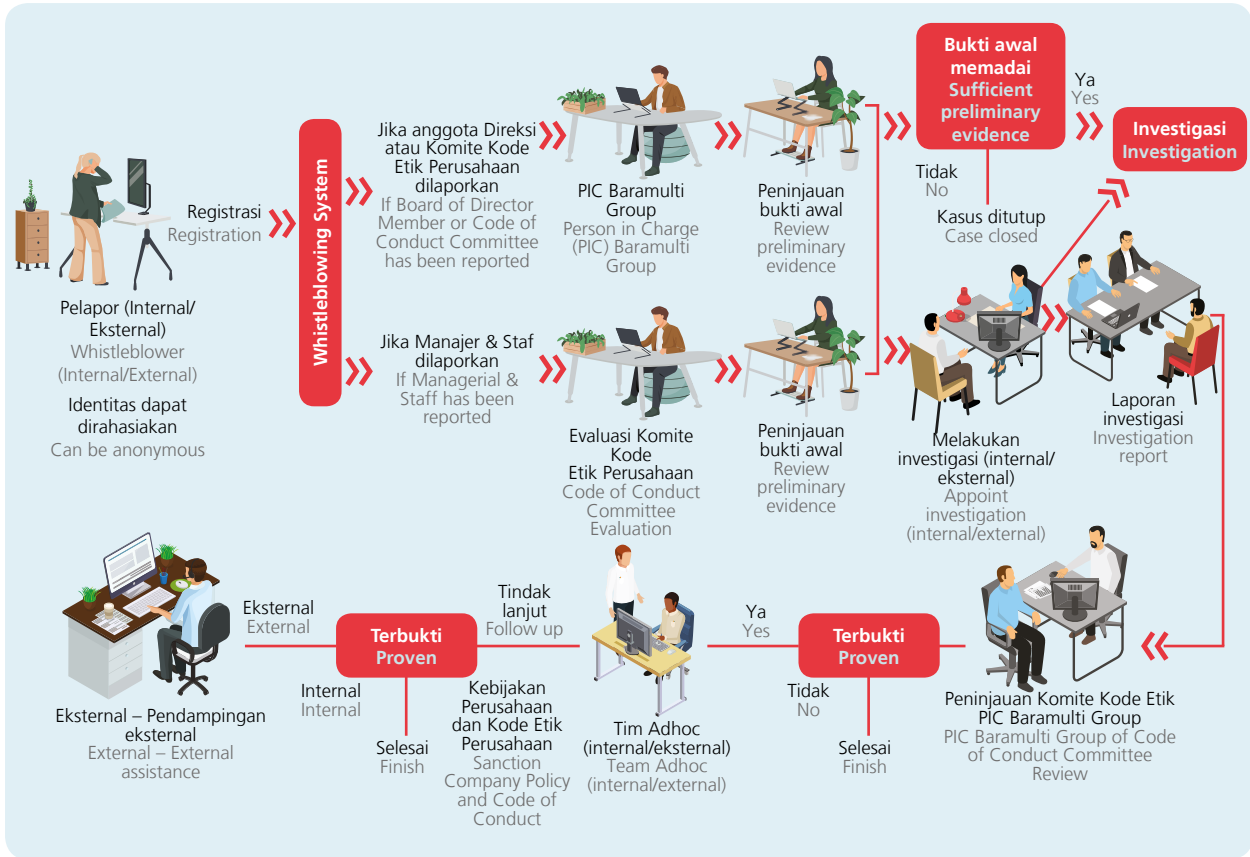 Pelapor (Internal/
Eksternal)
Whistleblower
(Internal/External)
Identitas dapat
dirahasiakan
Can be anonymous
Registrasi
Registration
Whistleblowing System
Jika anggota Direksi
atau Komite Kode
Etik Perusahaan
dilaporkan
If Board of Director
Member or Code of
Conduct Committee
has been reported
PIC Baramulti
Group
Person in Charge
(PIC) Baramulti
Group
Peninjauan
bukti awal
Review
preliminary
evidence
Bukti awal
memadai
Sufficient
preliminary
evidence
Ya
Yes
Investigasi
Investigation
Tidak
No
Kasus ditutup
Case closed
Jika Manajer & Staf
dilaporkan
If Managerial &
Staff has been
reported
Evaluasi Komite
Kode
Etik Perusahaan
Code of Conduct
Committee
Evaluation
Peninjauan
bukti awal
Review
preliminary
evidence
Melakukan
investigasi (internal/
eksternal)
Appoint
investigation
(internal/external)
Laporan
investigasi
Investigation
report
Peninjauan Komite Kode Etik
PIC Baramulti Group
PIC Baramulti Group of Code
of Conduct Committee
Review
Terbukti
Proven
Ya
Yes
Tidak
No
Selesai
Finish
Tim Adhoc
(internal/eksternal)
Team Adhoc
(internal/external)
Tindak
lanjut
Follow up
Kebijakan
Perusahaan
dan Kode Etik
Perusahaan
Sanction
Company Policy
and Code of
Conduct
Terbukti
Proven
Eksternal
External
Internal
Internal
Selesai
Finish
Eksternal – Pendampingan
eksternal
External – External
assistance